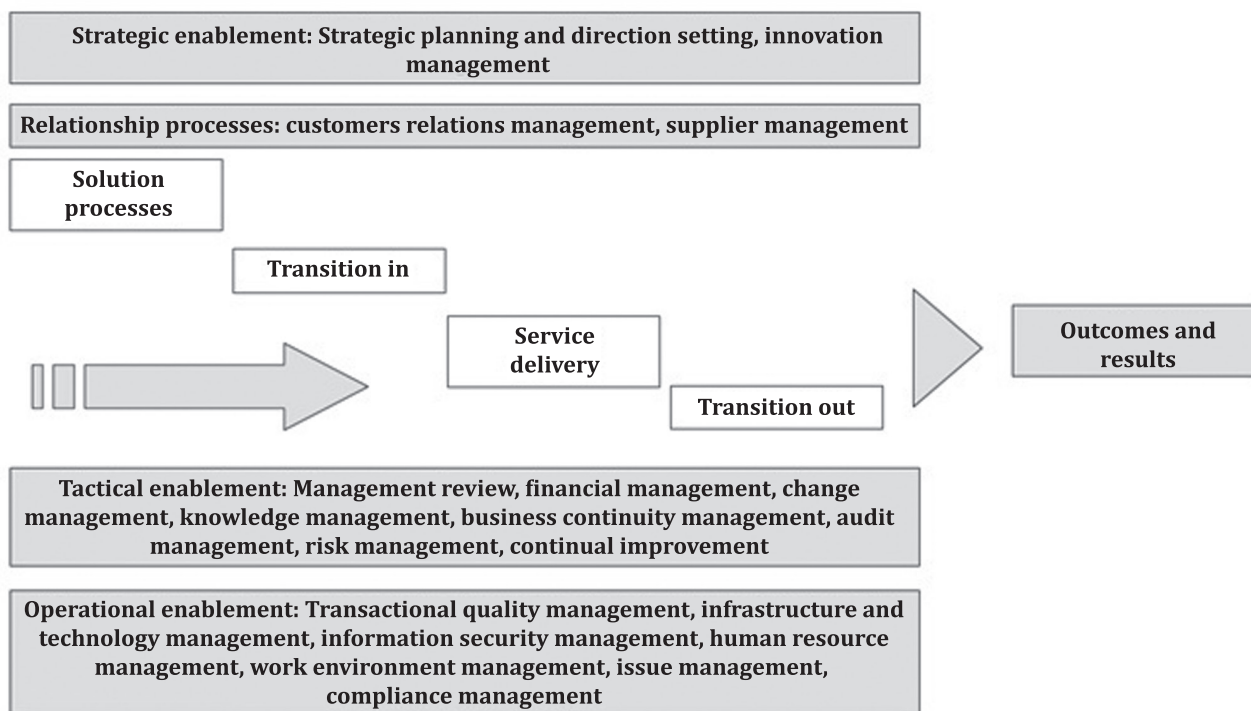 Strategic enablement: Strategic planning and direction setting, innovation
management
Relationship processes: customers relations management, supplier management
Solution
processes
Transition in
Service
delivery
Transition out
Outcomes and
results
Tactical enablement: Management review, financial management, change
management, knowledge management, business continuity management, audit
management, risk management, continual improvement
Operational enablement: Transactional quality management, infrastructure and
technology management, information security management, human resource
management, work environment management, issue management,
compliance management